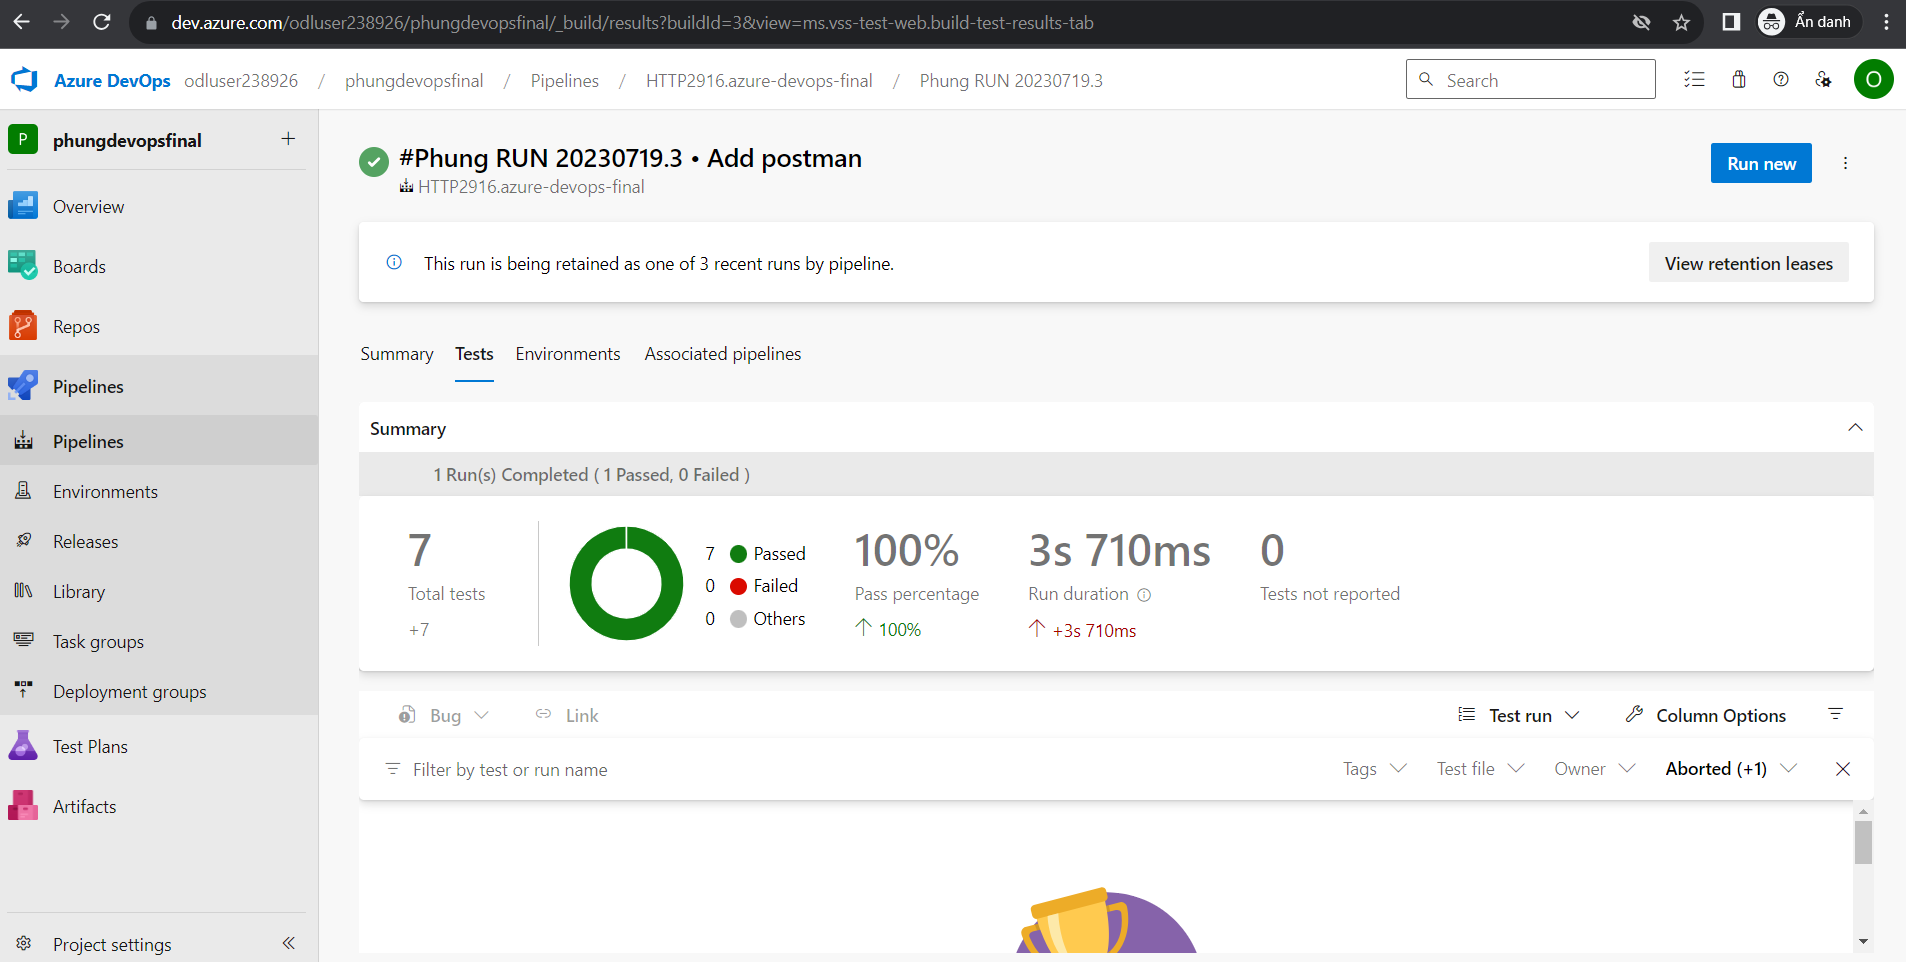 dev.azure.com/odluser238926/phungdevopsfinal/_build/results?buildId=3&view=ms.vss-test-web.build-test-results-tab
Ẩn danh
Azure DevOps odluser238926 / phungdevopsfinal / Pipelines / HTTP2916.azure-devops-final / Phung RUN 20230719.3
Search
O
P phungdevopsfinal +
Overview
Boards
Repos
Pipelines
Pipelines
Environments
Releases
Library
Task groups
Deployment groups
Test Plans
Artifacts
Project settings
#Phung RUN 20230719.3 • Add postman
HTTP2916.azure-devops-final
Run new
This run is being retained as one of 3 recent runs by pipeline.
View retention leases
Summary Tests Environments Associated pipelines
Summary
1 Run(s) Completed ( 1 Passed, 0 Failed )
7
Total tests
+7
7 Passed
0 Failed
0 Others
100%
Pass percentage
100%
3s 710ms
Run duration
+3s 710ms
0
Tests not reported
Bug Link
Test run Column Options
Filter by test or run name
Tags Test file Owner Aborted (+1)